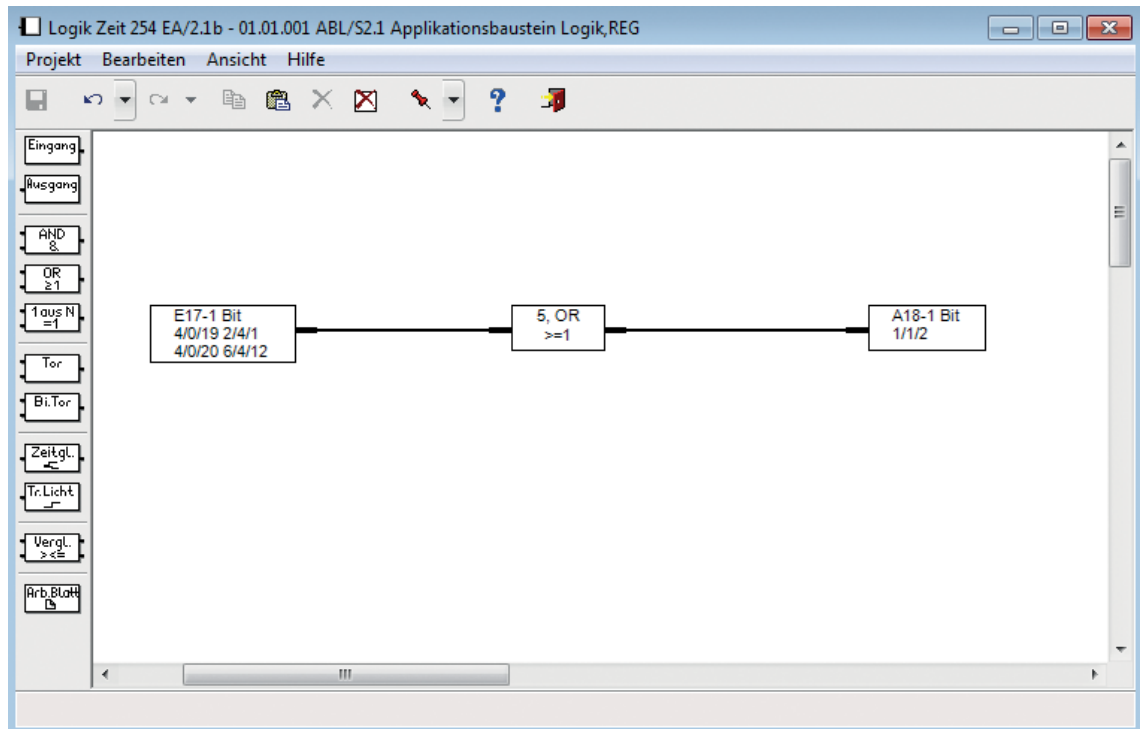 Logik Zeit 254 EA/2.1b - 01.01.001 ABL/S2.1 Applikationsbaustein Logik,REG
Projekt Bearbeiten Ansicht Hilfe
?
Eingang
Ausgang
AND
&
OR
≥1
1ausN
=1
Tor
Bi.Tor
Zeitgl.
Tr.Licht
Vergl.
><=
Arb.Blatt
E17-1 Bit
4/0/19 2/4/1
4/0/20 6/4/12
5, OR
>=1
A18-1 Bit
1/1/2